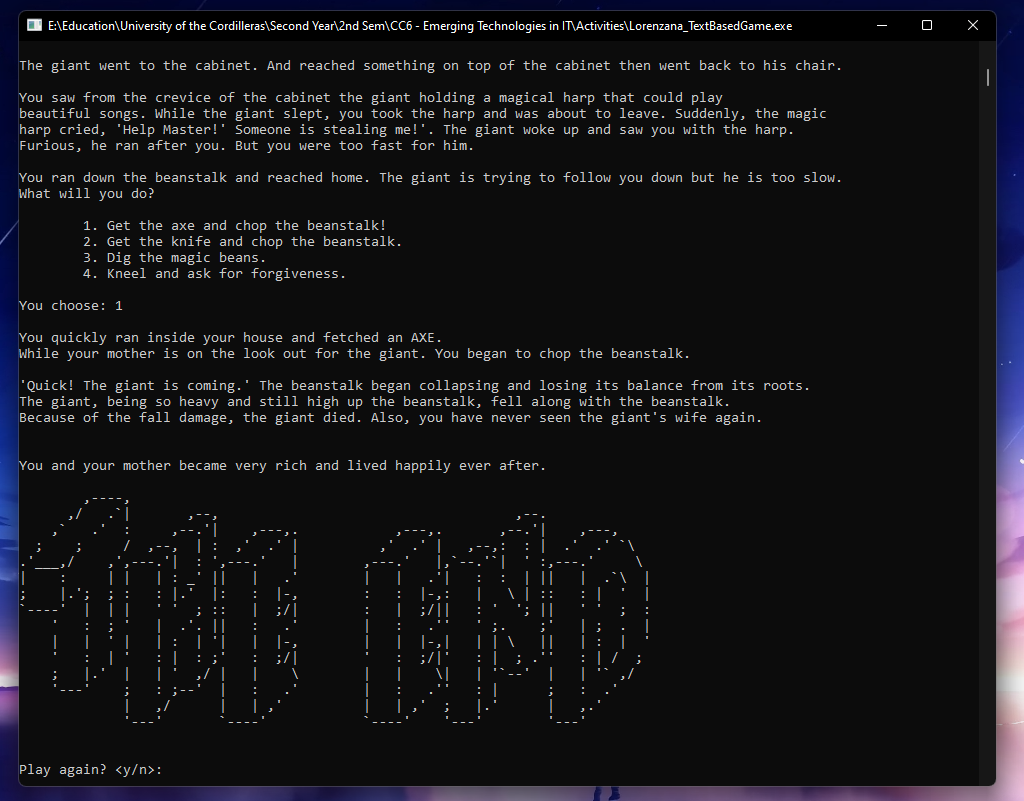 E:\Education\University of the Cordilleras\Second Year\2nd Sem\CC6 - Emerging Technologies in IT\Activities\Lorenzana_TextBasedGame.exe
The giant went to the cabinet. And reached something on top of the cabinet then went back to his chair.
You saw from the crevice of the cabinet the giant holding a magical harp that could play
beautiful songs. While the giant slept, you took the harp and was about to leave. Suddenly, the magic
harp cried, 'Help Master!' Someone is stealing me!'. The giant woke up and saw you with the harp.
Furious, he ran after you. But you were too fast for him.
You ran down the beanstalk and reached home. The giant is trying to follow you down but he is too slow.
What will you do?
1. Get the axe and chop the beanstalk!
2. Get the knife and chop the beanstalk.
3. Dig the magic beans.
4. Kneel and ask for forgiveness.
You choose: 1
You quickly ran inside your house and fetched an AXE.
While your mother is on the look out for the giant. You began to chop the beanstalk.
'Quick! The giant is coming.' The beanstalk began collapsing and losing its balance from its roots.
The giant, being so heavy and still high up the beanstalk, fell along with the beanstalk.
Because of the fall damage, the giant died. Also, you have never seen the giant's wife again.
You and your mother became very rich and lived happily ever after.
THE END
Play again? <y/n>: